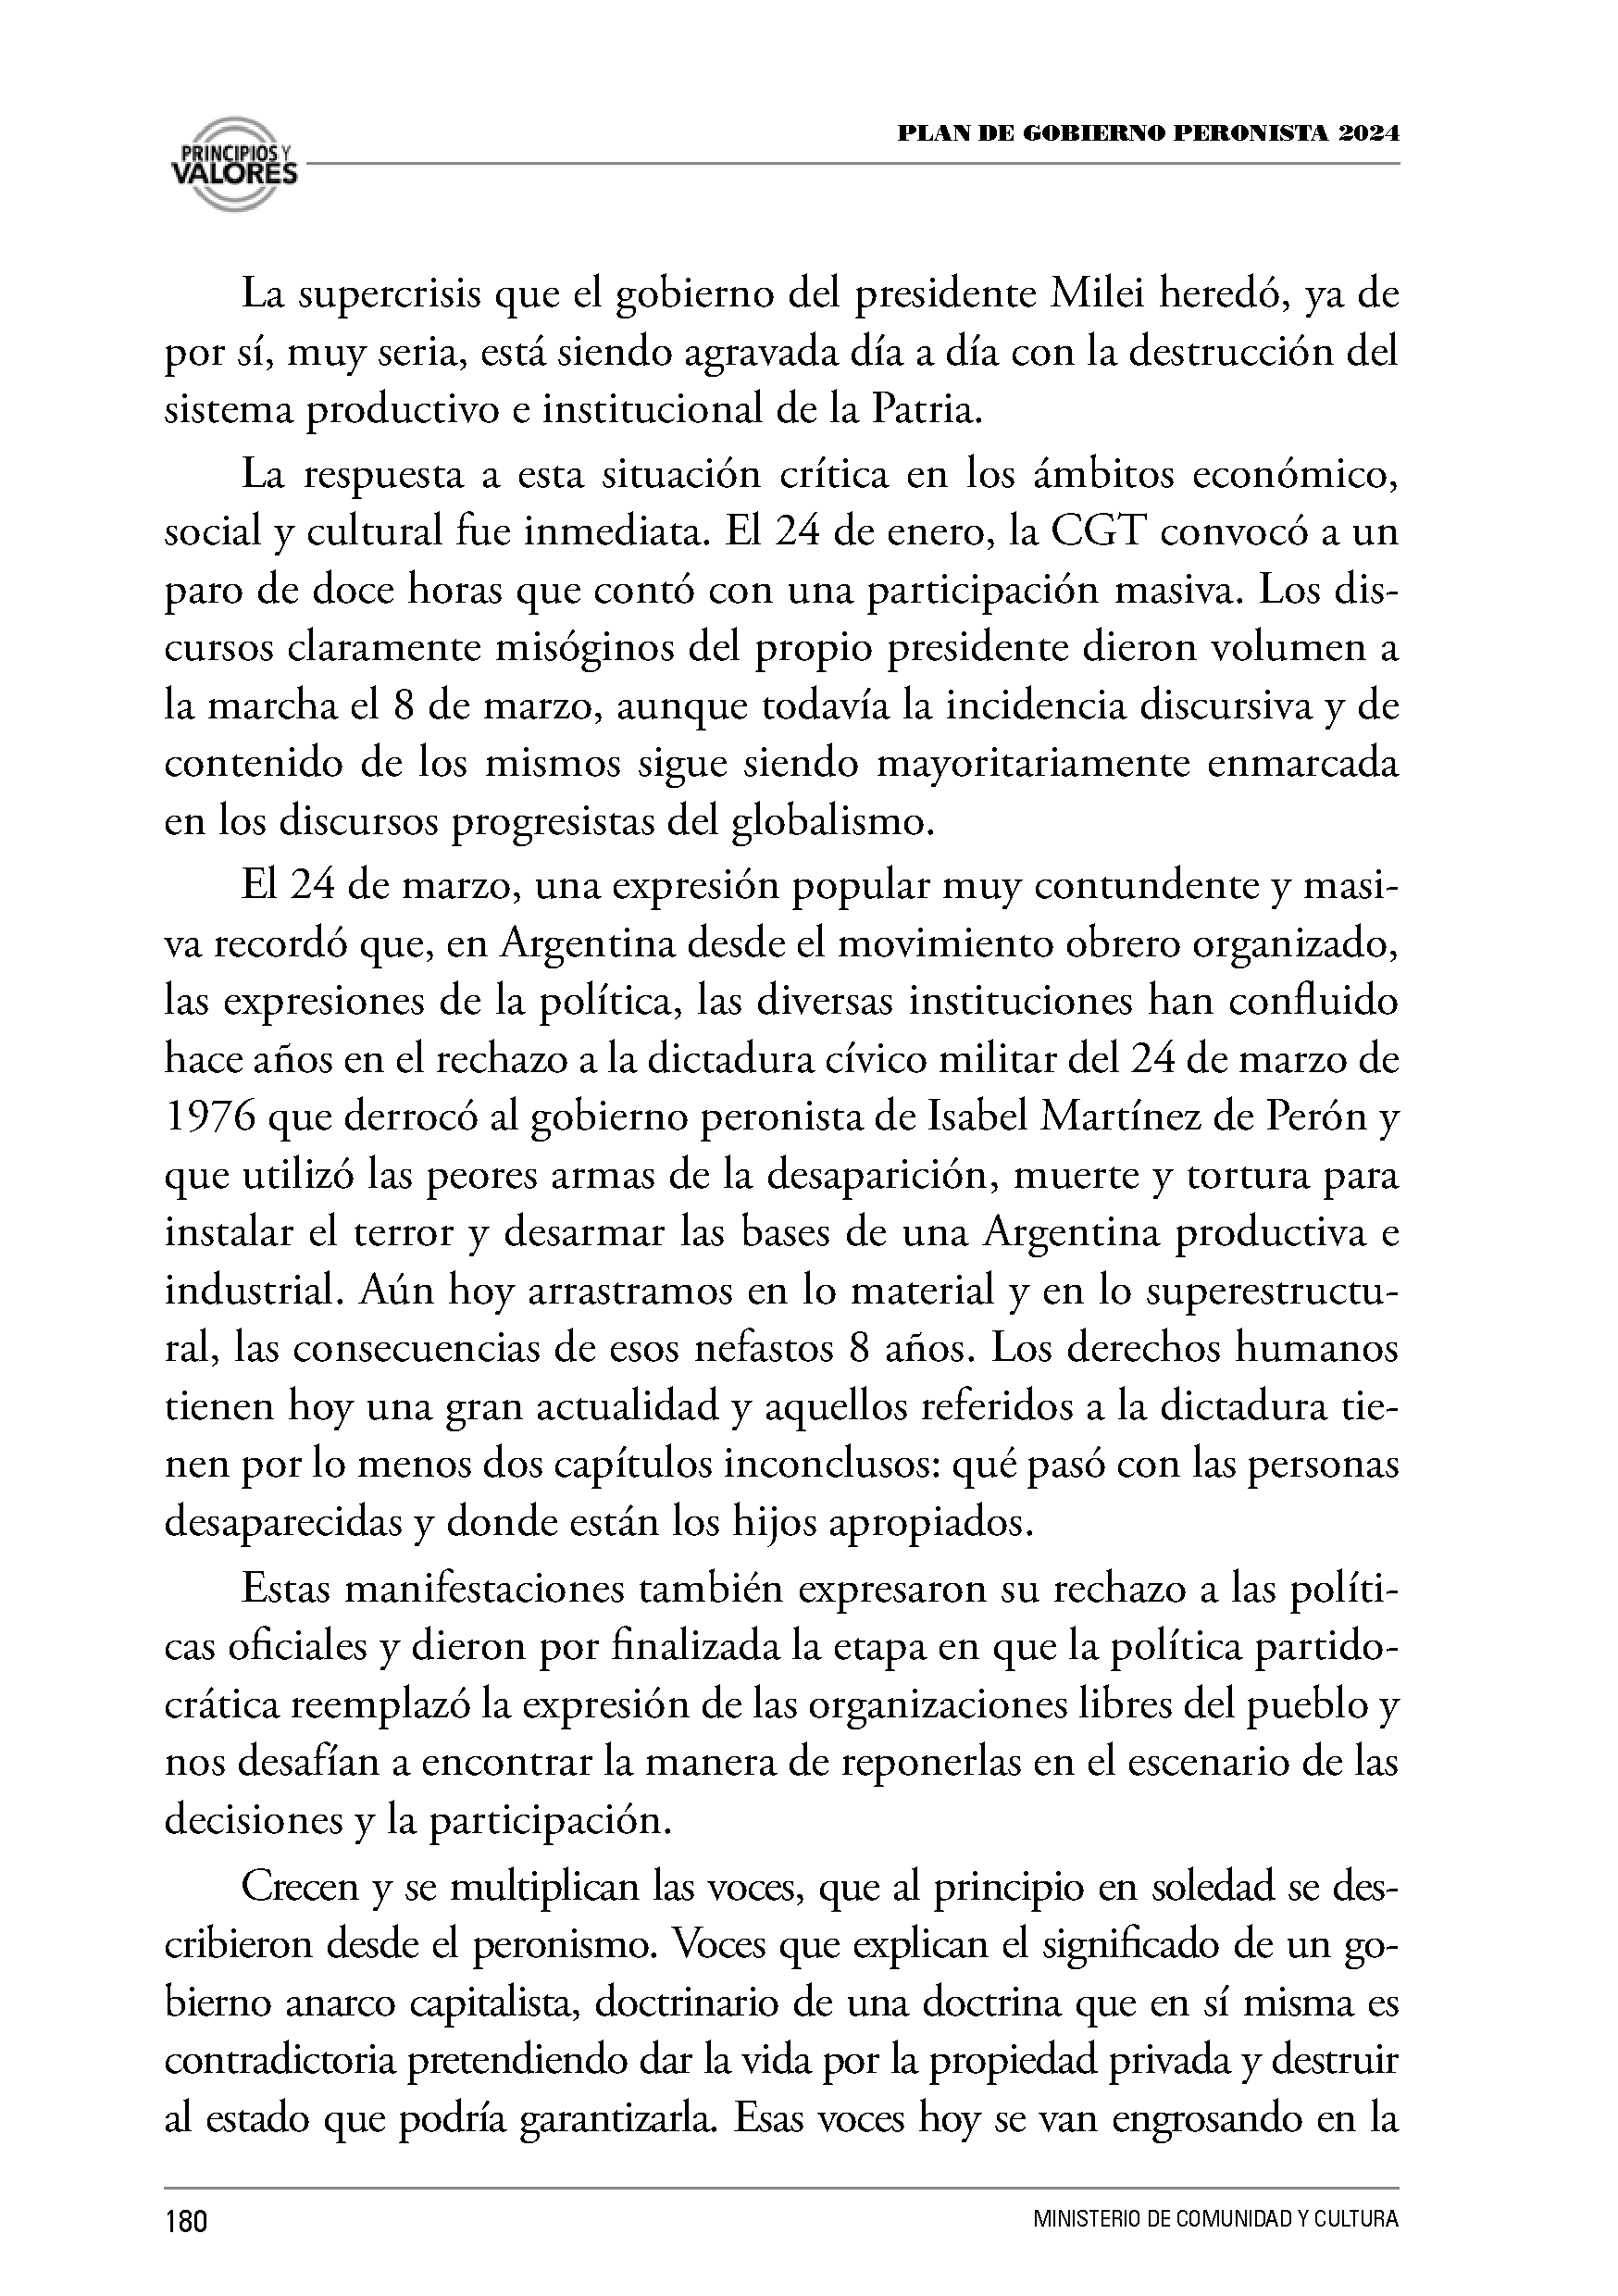 PLAN DE GOBIERNO PERONISTA 2024
PRINCIPIOS Y
VALORES
La supercrisis que el gobierno del presidente Milei heredó, ya de
por sí, muy seria, está siendo agravada día a día con la destrucción del
sistema productivo e institucional de la Patria.
La respuesta a esta situación crítica en los ámbitos económico,
social y cultural fue inmediata. El 24 de enero, la CGT convocó a un
paro de doce horas que contó con una participación masiva. Los dis-
cursos claramente misóginos del propio presidente dieron volumen a
la marcha el 8 de marzo, aunque todavía la incidencia discursiva y de
contenido de los mismos sigue siendo mayoritariamente enmarcada
en los discursos progresistas del globalismo.
El 24 de marzo, una expresión popular muy contundente y masi-
va recordó que, en Argentina desde el movimiento obrero organizado,
las expresiones de la política, las diversas instituciones han confluido
hace años en el rechazo a la dictadura cívico militar del 24 de marzo de
1976 que derrocó al gobierno peronista de Isabel Martínez de Perón y
que utilizó las peores armas de la desaparición, muerte y tortura para
instalar el terror y desarmar las bases de una Argentina productiva e
industrial. Aún hoy arrastramos en lo material y en lo superestructu-
ral, las consecuencias de esos nefastos 8 años. Los derechos humanos
tienen hoy una gran actualidad y aquellos referidos a la dictadura tie-
nen por lo menos dos capítulos inconclusos: qué pasó con las personas
desaparecidas y donde están los hijos apropiados.
Estas manifestaciones también expresaron su rechazo a las políti-
cas oficiales y dieron por finalizada la etapa en que la política partido-
crática reemplazó la expresión de las organizaciones libres del pueblo y
nos desafían a encontrar la manera de reponerlas en el escenario de las
decisiones y la participación.
Crecen y se multiplican las voces, que al principio en soledad se des-
cribieron desde el peronismo. Voces que explican el significado de un go-
bierno anarco capitalista, doctrinario de una doctrina que en sí misma es
contradictoria pretendiendo dar la vida por la propiedad privada y destruir
al estado que podría garantizarla. Esas voces hoy se van engrosando en la
180
MINISTERIO DE COMUNIDAD Y CULTURA